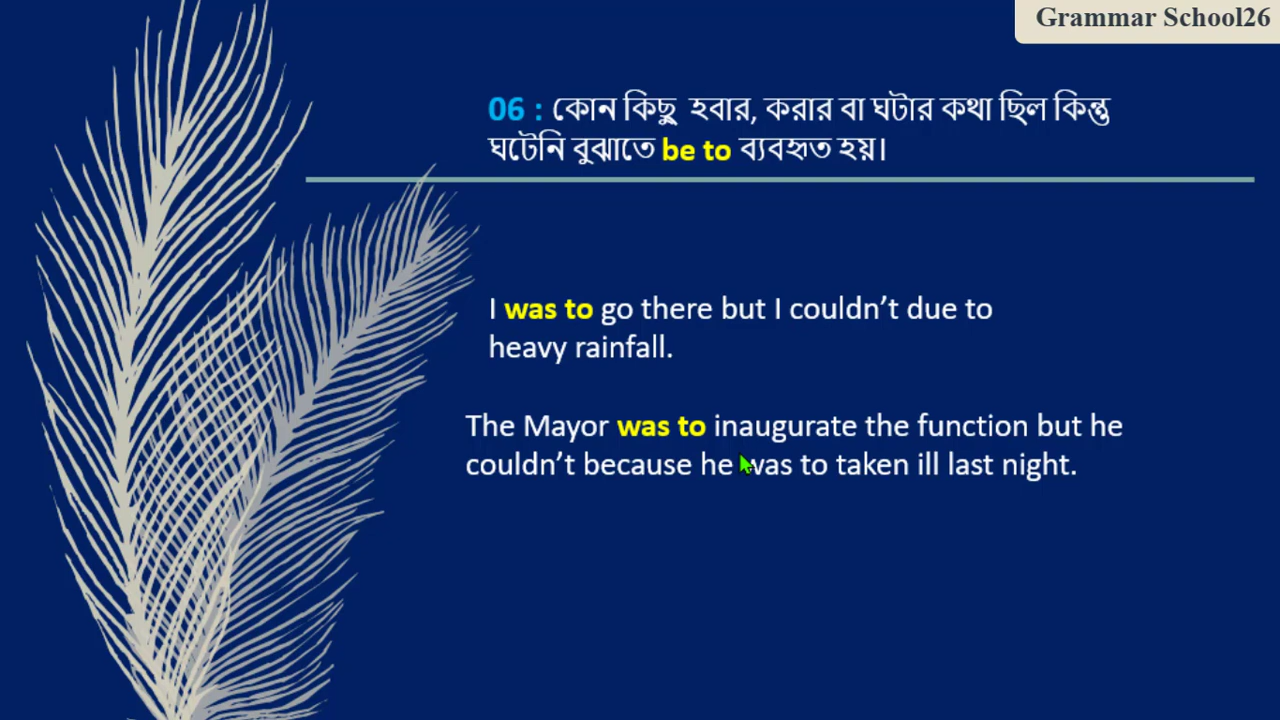 Grammar School26
06 : কোন কিছু হবার, করার বা ঘটার কথা ছিল কিন্তু
ঘটেনি বুঝাতে be to ব্যবহৃত হয়।
I was to go there but I couldn’t due to
heavy rainfall.
The Mayor was to inaugurate the function but he
couldn’t because he was to taken ill last night.